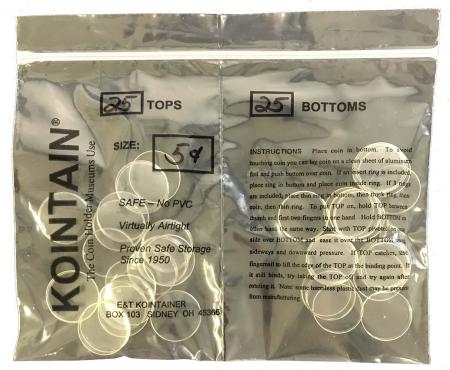 25 TOPS
KOINTAIN®
The Coin Holder Museums Use
SIZE: 5¢
SAFE – No PVC
Virtually Airtight
Proven Safe Storage
Since 1950
E&T KOINTAINER
BOX 103 SIDNEY OH 45365
25 BOTTOMS
INSTRUCTIONS Place coin in bottom. To avoid
touching coin you can lay coin on a clean sheet of aluminum
foil and push bottom over coin. If an insert ring is included,
place ring in bottom and place coin inside ring. If 3 rings
are included, place thin ring in bottom, then thick ring, then
coin, then thin ring. To put TOP on, hold TOP between
thumb and first two fingers in one hand. Hold BOTTOM in
other hand the same way. Start with TOP pivoted on one
side over BOTTOM and ease it over the BOTTOM with
sideways and downward pressure. If TOP catches, use
fingernail to lift the edge of the TOP at the binding point. If
it still binds, try taking the TOP off and try again after
rotating it. Note: some harmless plastic dust may be present
from manufacturing.